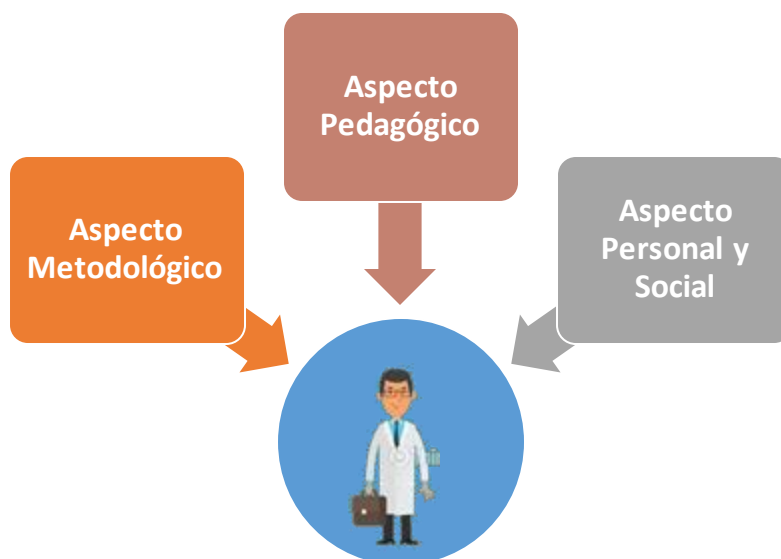 Aspecto
Pedagógico
Aspecto
Metodológico
Aspecto
Personal y
Social